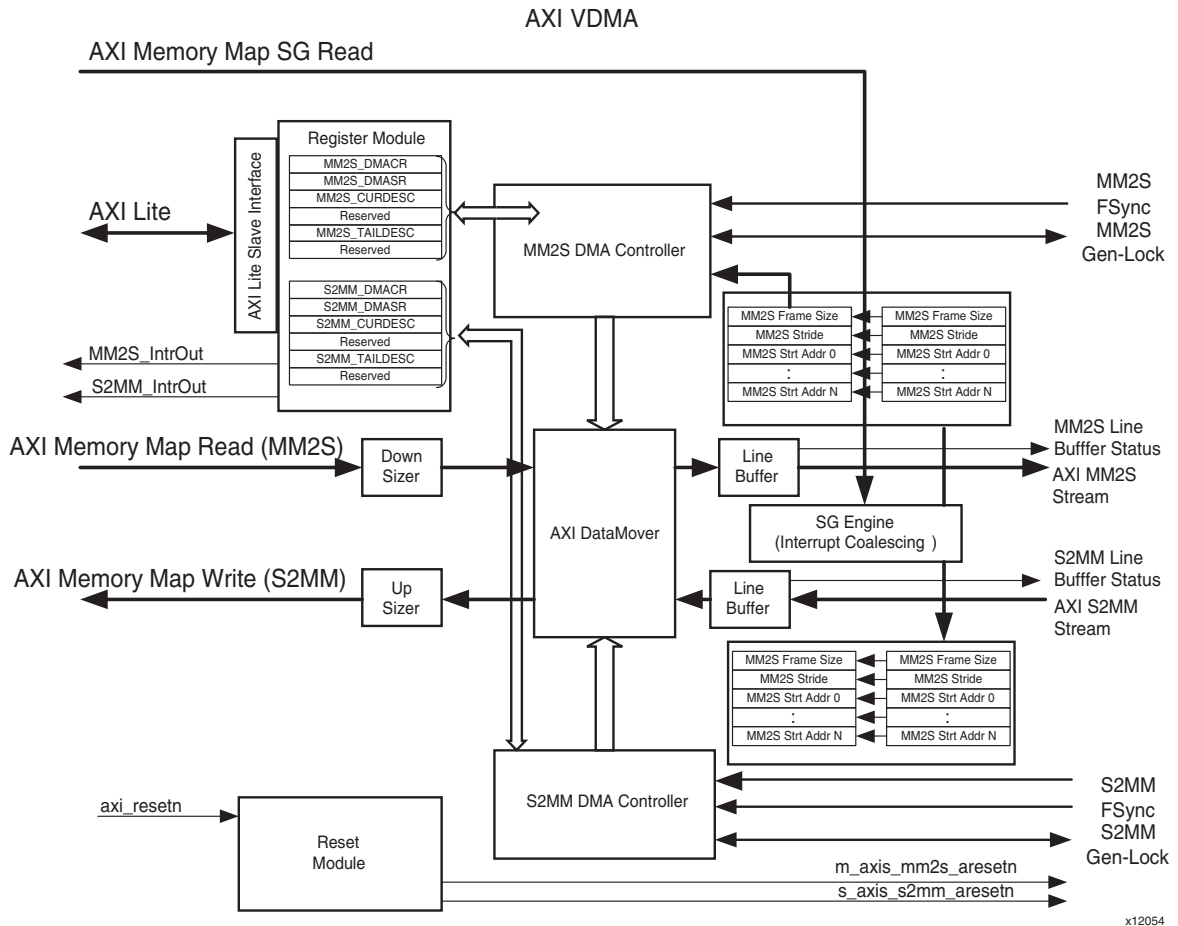 AXI VDMA
AXI Memory Map SG Read
Register Module
MM2S_DMACR
MM2S_DMASR
MM2S_CURDESC
Reserved
MM2S_TAILDESC
Reserved
AXI Lite Slave Interface
AXI Lite
S2MM_DMACR
S2MM_DMASR
S2MM_CURDESC
Reserved
S2MM_TAILDESC
Reserved
MM2S_IntrOut
S2MM_IntrOut
MM2S DMA Controller
MM2S
FSync
MM2S
Gen-Lock
MM2S Frame Size
MM2S Stride
MM2S Strt Addr 0
:
MM2S Strt Addr N
MM2S Frame Size
MM2S Stride
MM2S Strt Addr 0
:
MM2S Strt Addr N
AXI Memory Map Read (MM2S)
Down
Sizer
AXI DataMover
Line
Buffer
MM2S Line
Bufffer Status
AXI MM2S
Stream
SG Engine
(Interrupt Coalescing )
AXI Memory Map Write (S2MM)
Up
Sizer
Line
Buffer
S2MM Line
Bufffer Status
AXI S2MM
Stream
MM2S Frame Size
MM2S Stride
MM2S Strt Addr 0
:
MM2S Strt Addr N
MM2S Frame Size
MM2S Stride
MM2S Strt Addr 0
:
MM2S Strt Addr N
S2MM DMA Controller
S2MM
FSync
S2MM
Gen-Lock
axi_resetn
Reset
Module
m_axis_mm2s_aresetn
s_axis_s2mm_aresetn
x12054